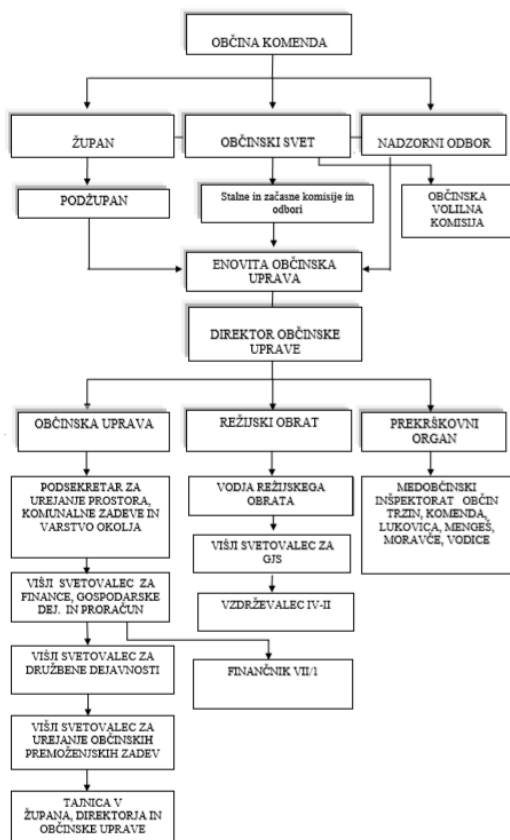 OBČINA KOMENDA
ŽUPAN
OBČINSKI SVET
NADZORNI ODBOR
PODŽUPAN
Stalne in začasne komisije in
odbori
OBČINSKA
VOLILNA
KOMISIJA
ENOVITA OBČINSKA
UPRAVA
DIREKTOR OBČINSKE
UPRAVE
OBČINSKA UPRAVA
REŽIJSKI OBRAT
PREKRŠKOVNI
ORGAN
PODSEKRETAR ZA
UREJANJE PROSTORA,
KOMUNALNE ZADEVE IN
VARSTVO OKOLJA
VIŠJI SVETOVALEC ZA
FINANCE, GOSPODARSKE
DEJ. IN PRORAČUN
VIŠJI SVETOVALEC ZA
DRUŽBENE DEJAVNOSTI
VIŠJI SVETOVALEC ZA
UREJANJE OBČINSKIH
PREMOŽENJSKIH ZADEV
TAJNICA V
ŽUPANA, DIREKTORJA IN
OBČINSKE UPRAVE
VODJA REŽIJSKEGA
OBRATA
VIŠJI SVETOVALEC ZA
GJS
VZDRŽEVALEC IV-II
FINANČNIK VII/1
MEDOBČINSKI
INŠPEKTORAT OBČIN
TRZIN, KOMENDA,
LUKOVICA, MENGEŠ,
MORAVČE, VODICE